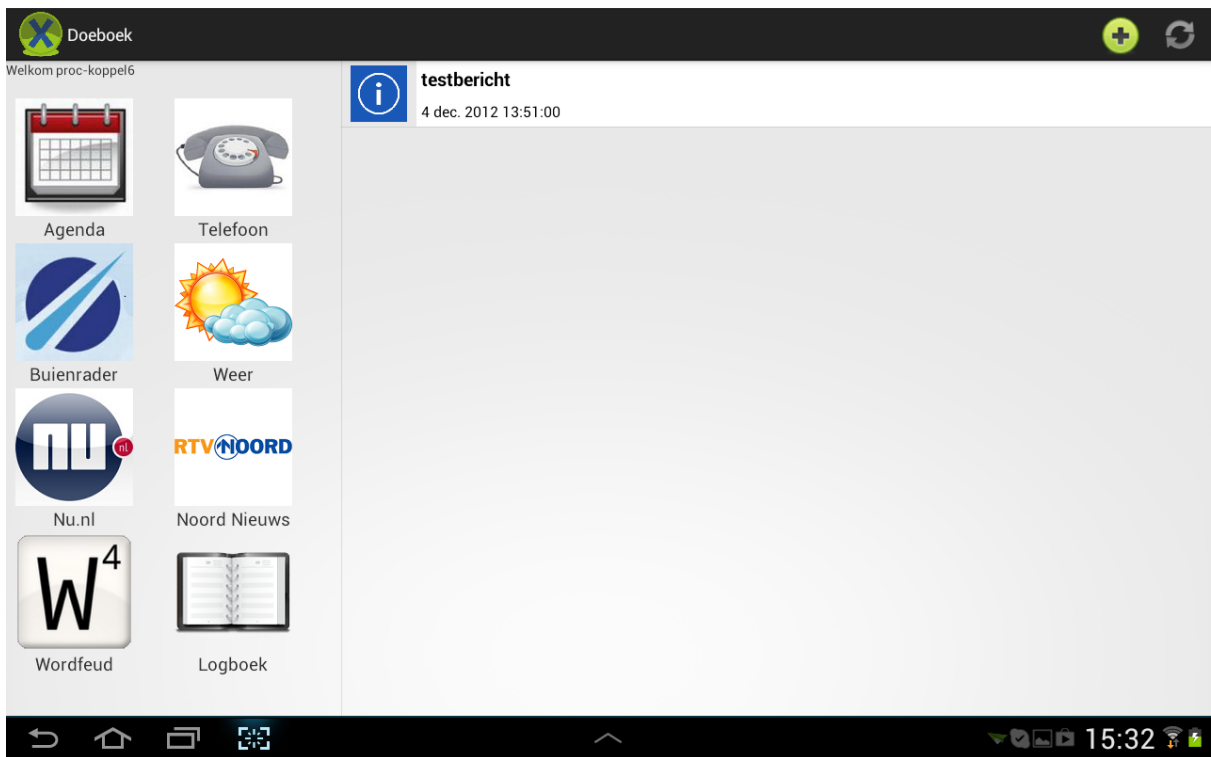 Doeboek
Welkom proc-koppel6
testbericht
4 dec. 2012 13:51:00
Agenda
Telefoon
Buienrader
Weer
nu
nl
RTV NOORD
Nu.nl
Noord Nieuws
W4
Wordfeud
Logboek
15:32